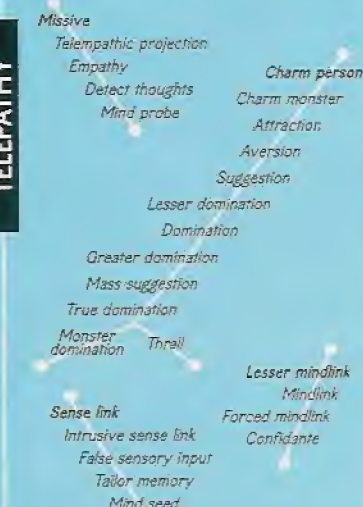 TELEPATHY
Missive
Telempathic projection
Empathy
Detect thoughts
Mind probe
Charm person
Charm monster
Attraction
Aversion
Suggestion
Lesser domination
Domination
Greater domination
Mass suggestion
True domination
Monster
domination
Thrall
Sense link
Intrusive sense link
False sensory input
Tailor memory
Mind seed
Lesser mindlink
Mindlink
Forced mindlink
Confidante